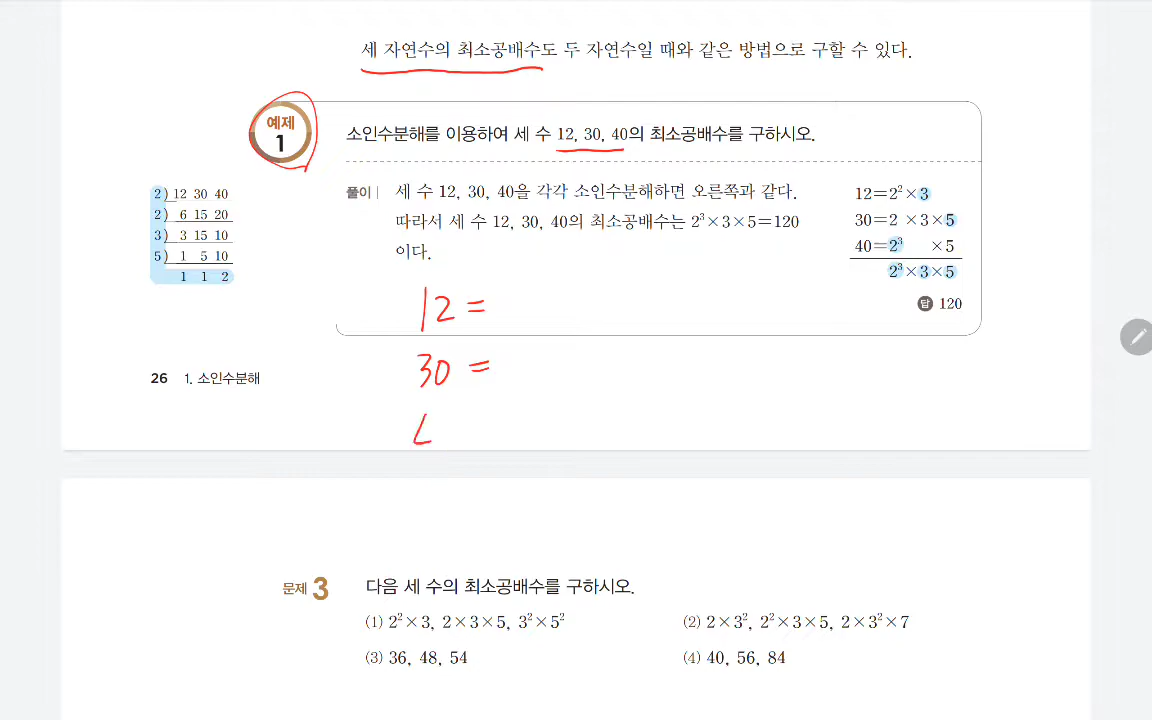 세 자연수의 최소공배수도 두 자연수일 때와 같은 방법으로 구할 수 있다.
예제
1
소인수분해를 이용하여 세 수 12, 30, 40의 최소공배수를 구하시오.
2) 12 30 40
2) 6 15 20
3) 3 15 10
5) 1 5 10
1 1 2
풀이 | 세 수 12, 30, 40을 각각 소인수분해하면 오른쪽과 같다.
따라서 세 수 12, 30, 40의 최소공배수는 2³×3×5=120
이다.
12=2²×3
30=2 ×3×5
40=2³ ×5
2³×3×5
답 120
12 =
30 =
26 1. 소인수분해
문제 3 다음 세 수의 최소공배수를 구하시오.
(1) 2²×3, 2×3×5, 3²×5² (2) 2×3², 2²×3×5, 2×3²×7
(3) 36, 48, 54 (4) 40, 56, 84